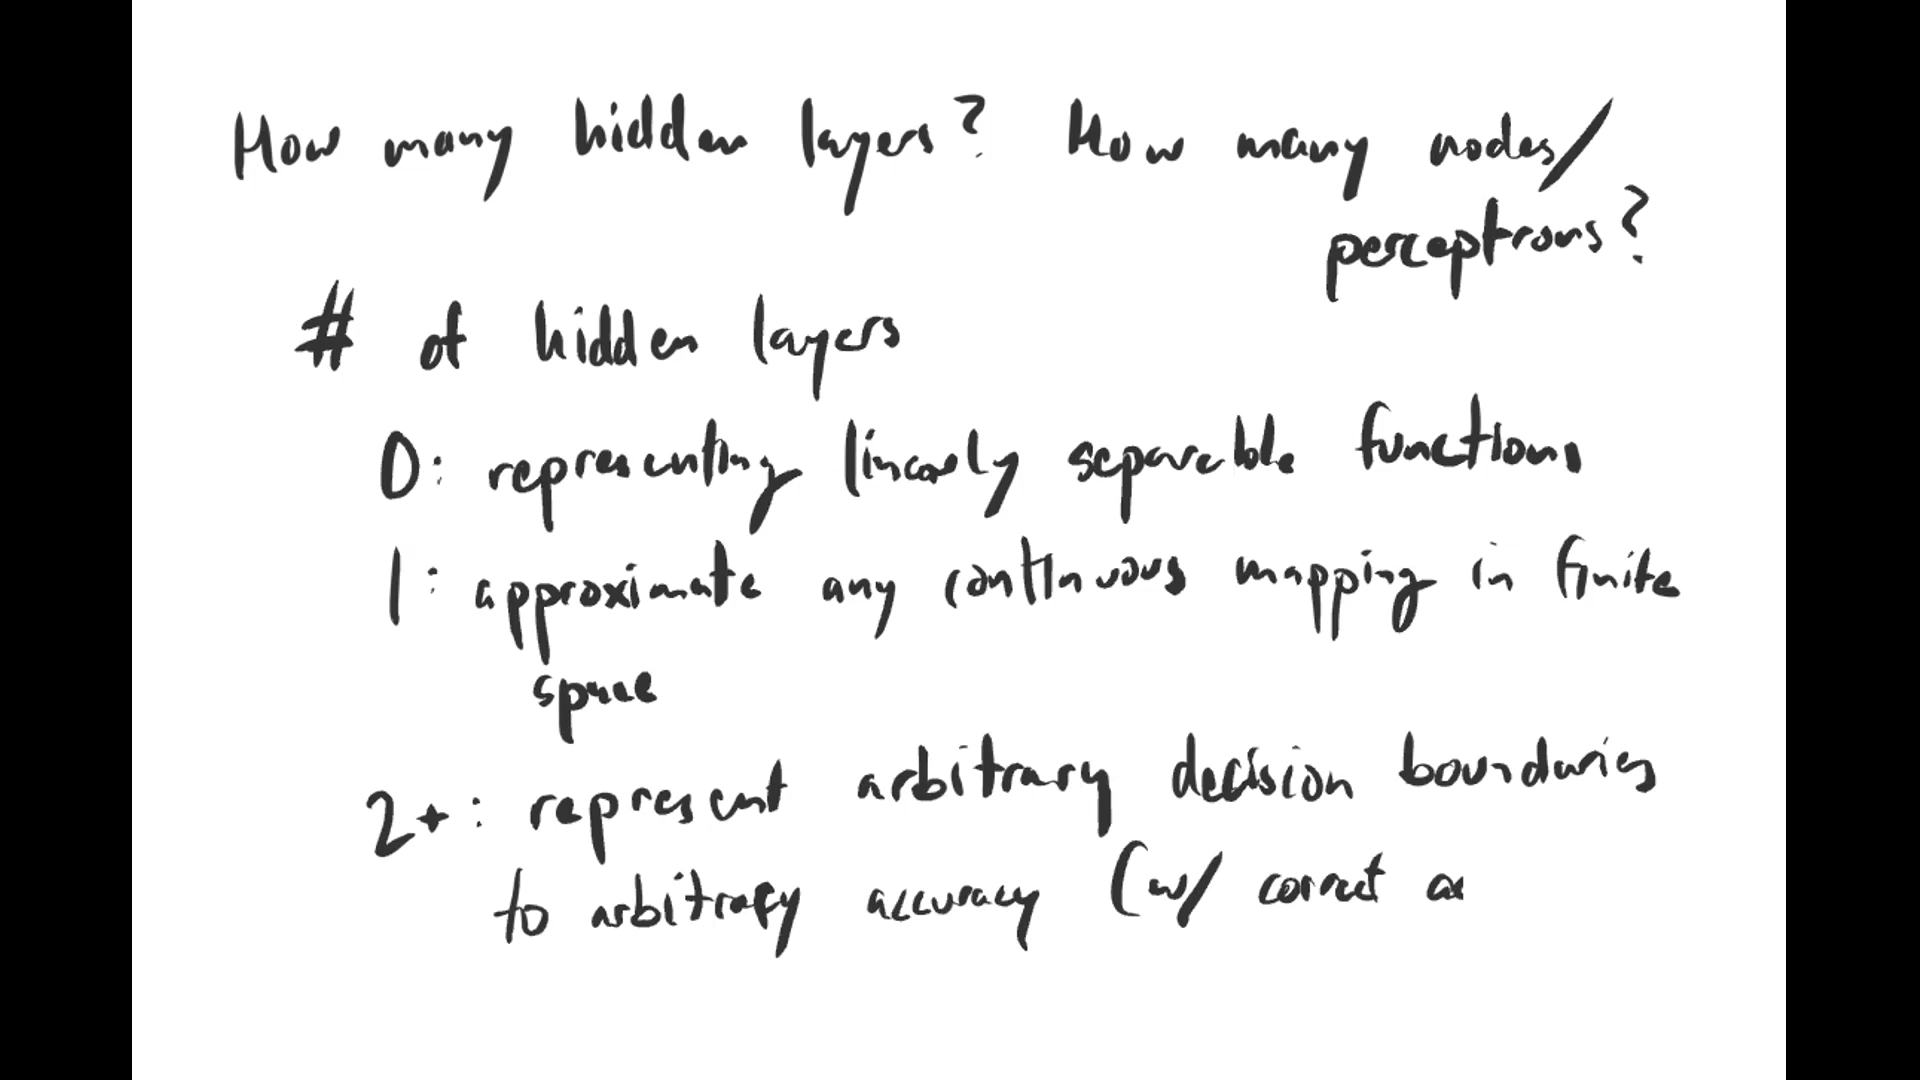 How many hidden layers? How many nodes/
perceptrons?
# of hidden layers
0: representing linearly separable functions
1: approximate any continuous mapping in finite
space
2+: represent arbitrary decision boundaries
to arbitrary accuracy (w/ correct